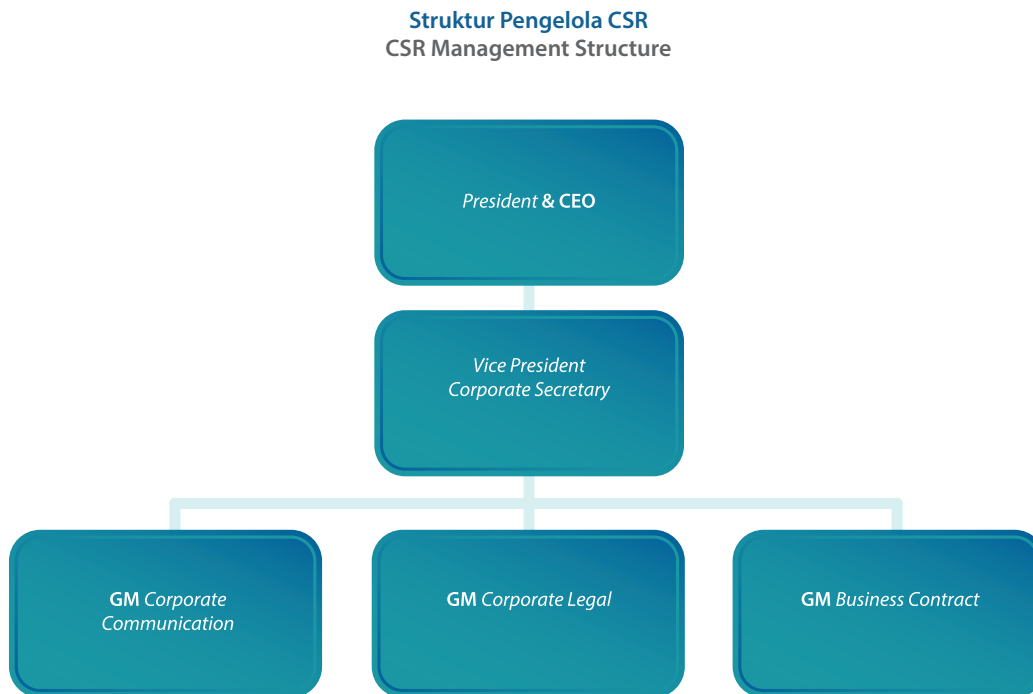 Struktur Pengelola CSR
CSR Management Structure
President & CEO
Vice President
Corporate Secretary
GM Corporate
Communication
GM Corporate Legal
GM Business Contract